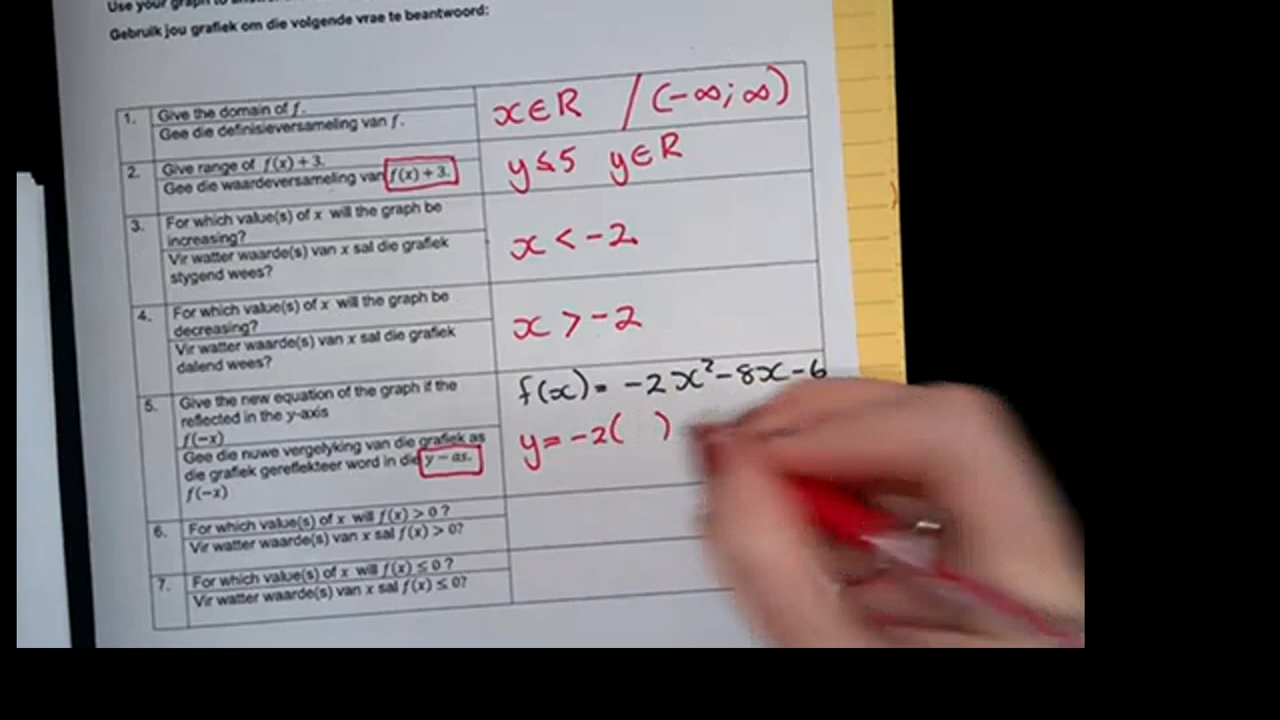 Use your graph to
Gebruik jou grafiek om die volgende vrae te beantwoord:
1. Give the domain of f.
Gee die definisieversameling van f.
x ∈ R / (-∞; ∞)
2. Give range of f(x) + 3.
Gee die waardeversameling van f(x) + 3.
y ≤ 5 y ∈ R
3. For which value(s) of x will the graph be
increasing?
Vir watter waarde(s) van x sal die grafiek
stygend wees?
x < -2
4. For which value(s) of x will the graph be
decreasing?
Vir watter waarde(s) van x sal die grafiek
dalend wees?
x > -2
5. Give the new equation of the graph if the
reflected in the y-axis
f(-x)
Gee die nuwe vergelyking van die grafiek as
die grafiek gereflekteer word in die y - as.
f(-x)
f(x) = -2x² - 8x - 6
y = -2( )
6. For which value(s) of x will f(x) > 0 ?
Vir watter waarde(s) van x sal f(x) > 0?
7. For which value(s) of x will f(x) ≤ 0 ?
Vir watter waarde(s) van x sal f(x) ≤ 0?